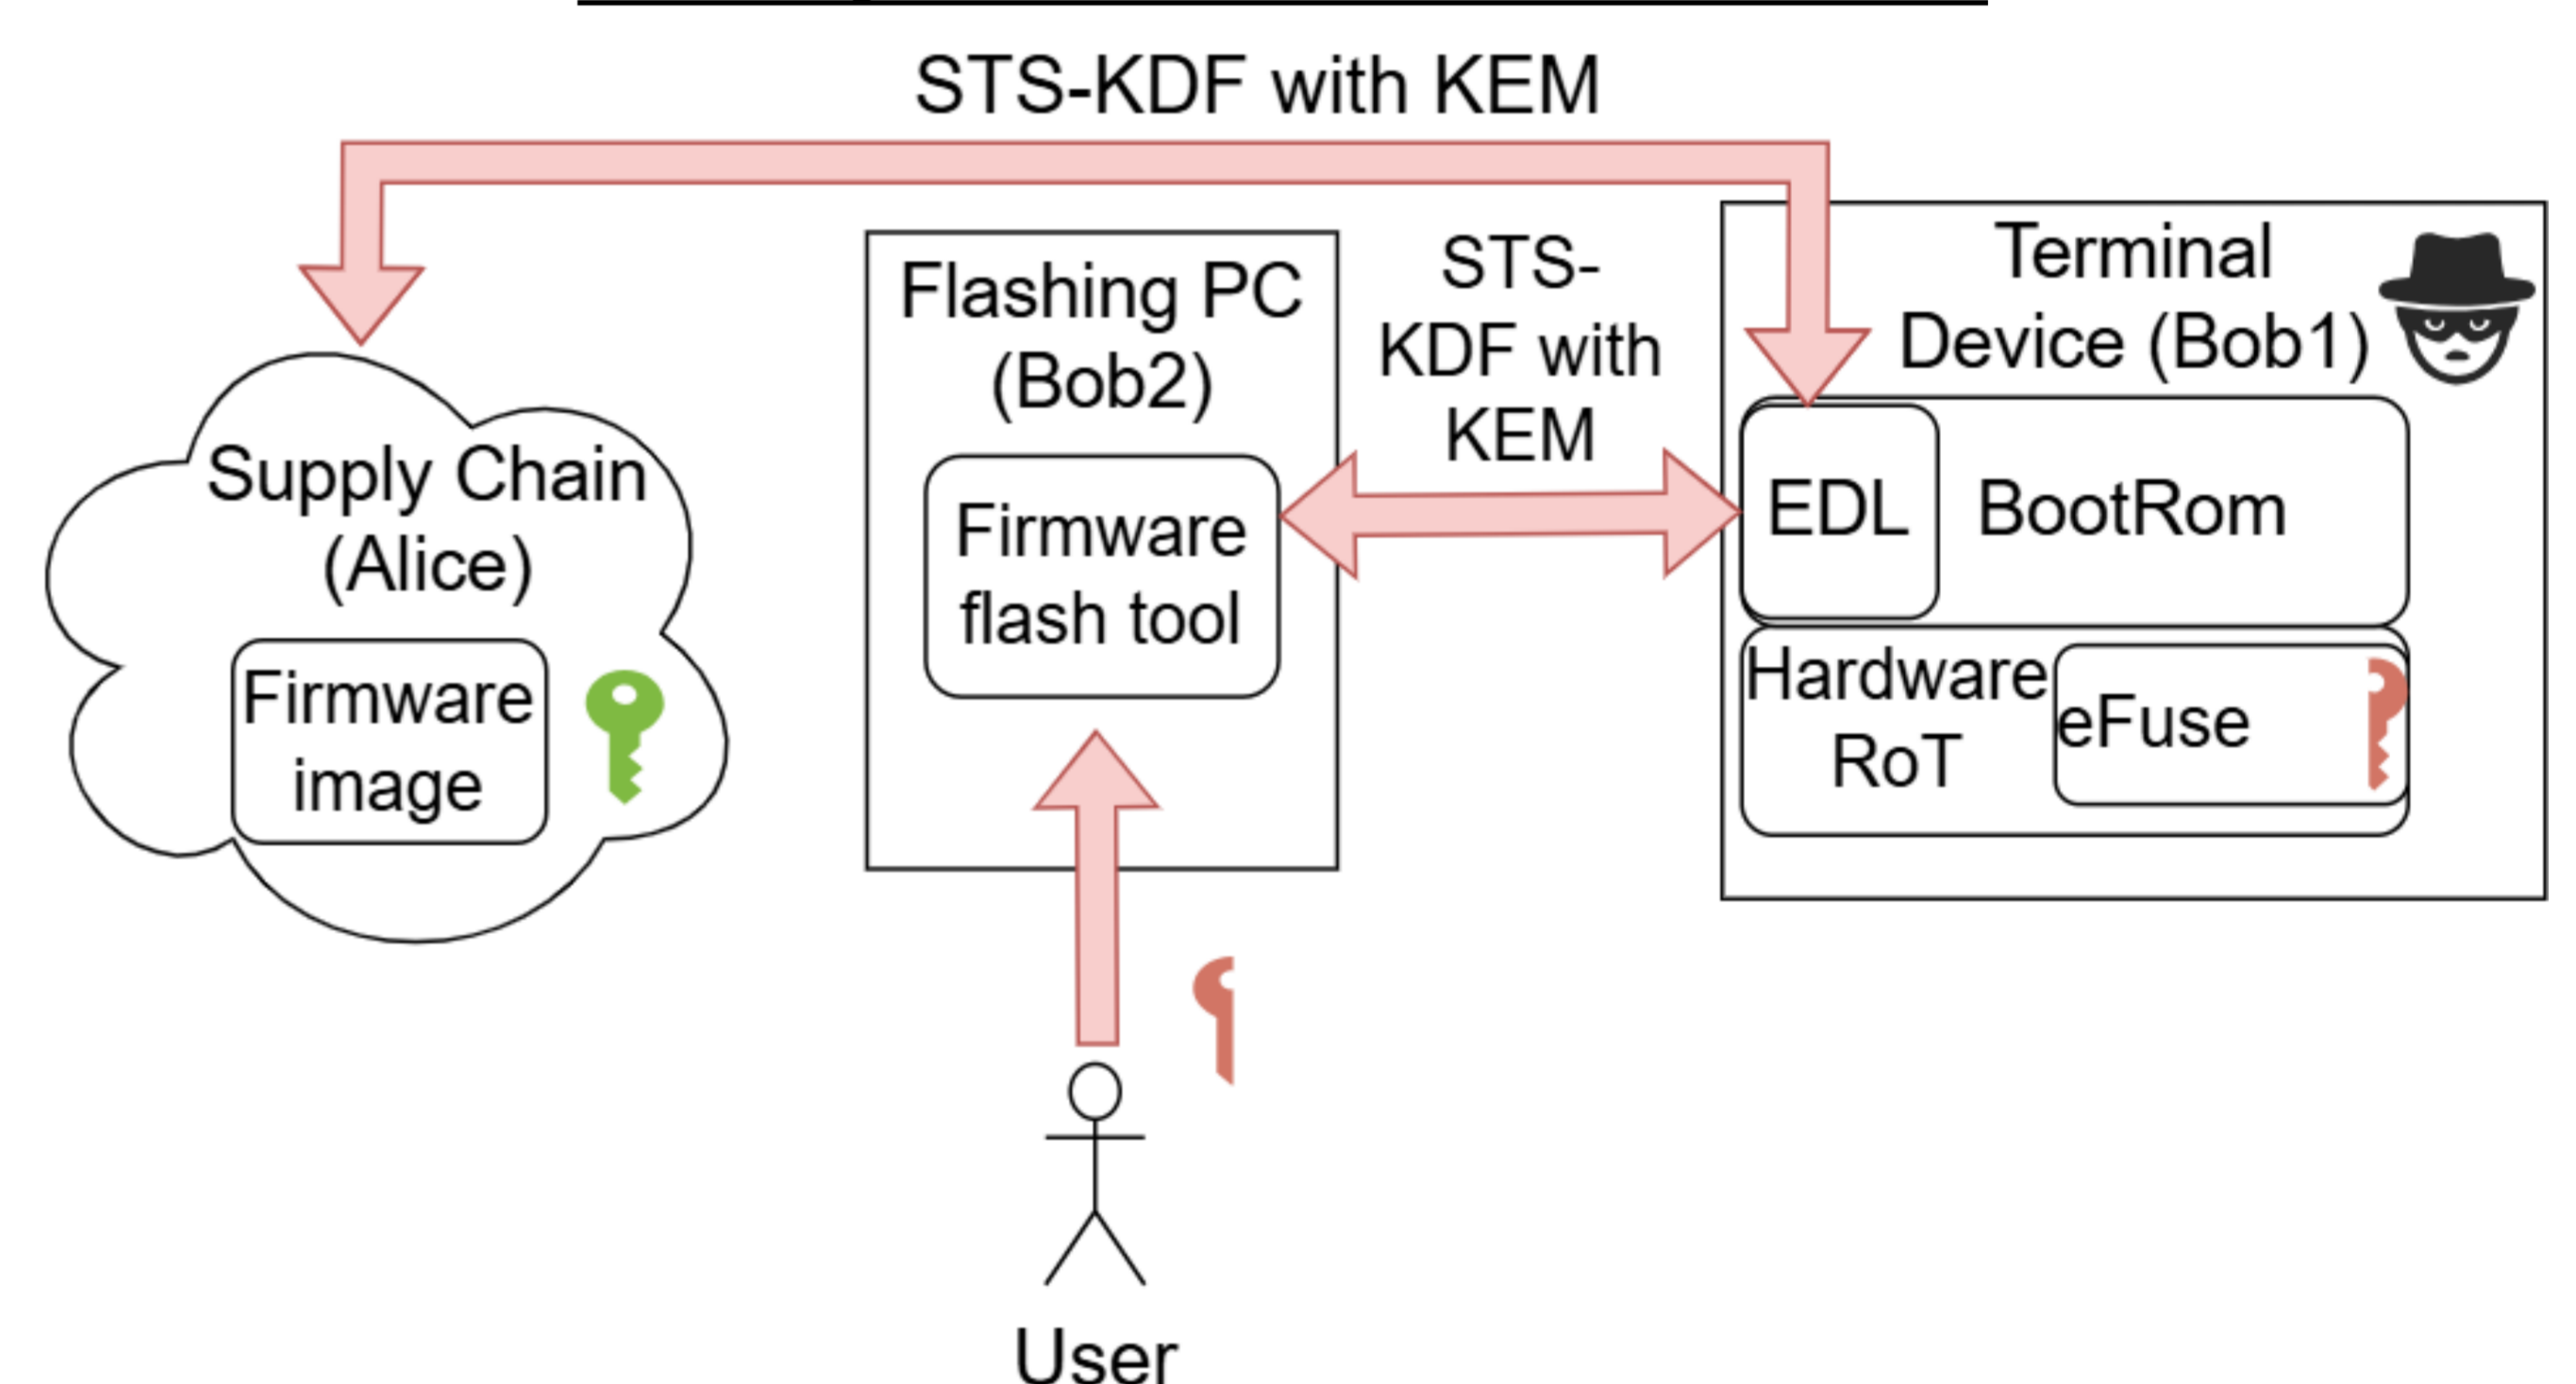 STS-KDF with KEM
Supply Chain
(Alice)
Firmware
image
Flashing PC
(Bob2)
Firmware
flash tool
STS-
KDF with
KEM
Terminal
Device (Bob1)
EDL
BootRom
Hardware
RoT
eFuse
User